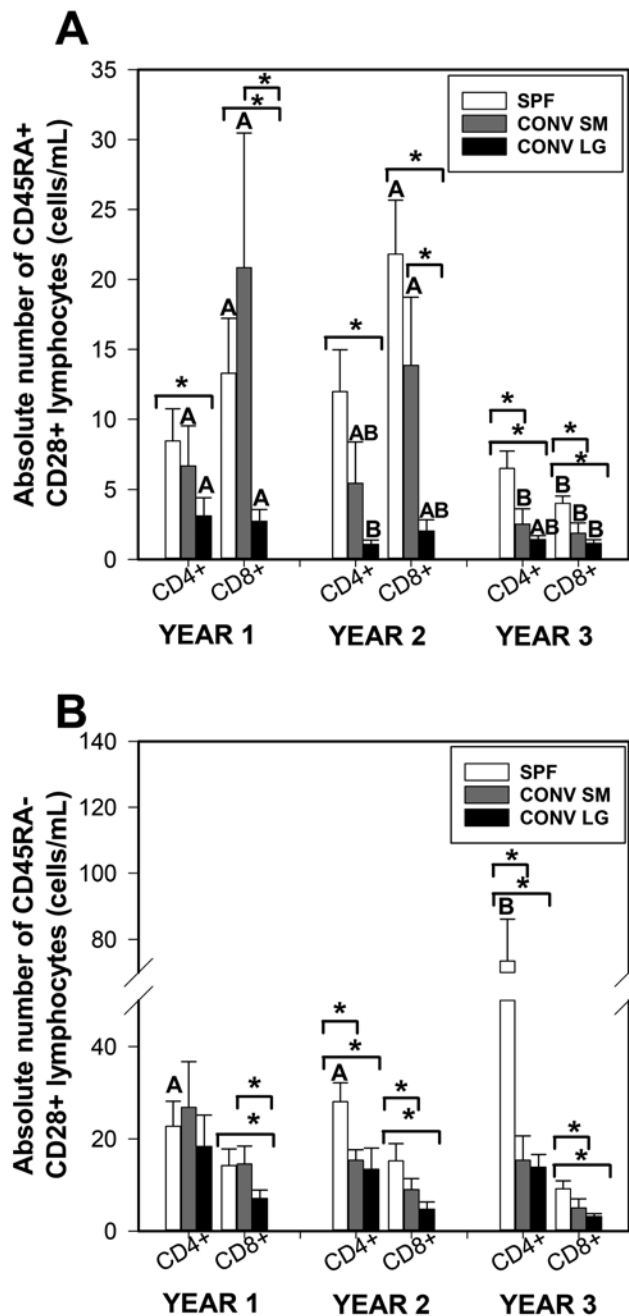 A
Absolute number of CD45RA+
CD28+ lymphocytes (cells/mL)
35
30
25
20
15
10
5
0
SPF
CONV SM
CONV LG
*
*
A
A
*
A
A
A
*
A
*
A
*
AB
B
AB
*
*
B
AB
*
*
B
B
B
CD4+ CD8+ CD4+ CD8+ CD4+ CD8+
YEAR 1 YEAR 2 YEAR 3
B
Absolute number of CD45RA-
CD28+ lymphocytes (cells/mL)
140
120
100
80
40
20
0
SPF
CONV SM
CONV LG
A
*
*
*
*
A
*
*
*
*
B
*
*
CD4+ CD8+ CD4+ CD8+ CD4+ CD8+
YEAR 1 YEAR 2 YEAR 3